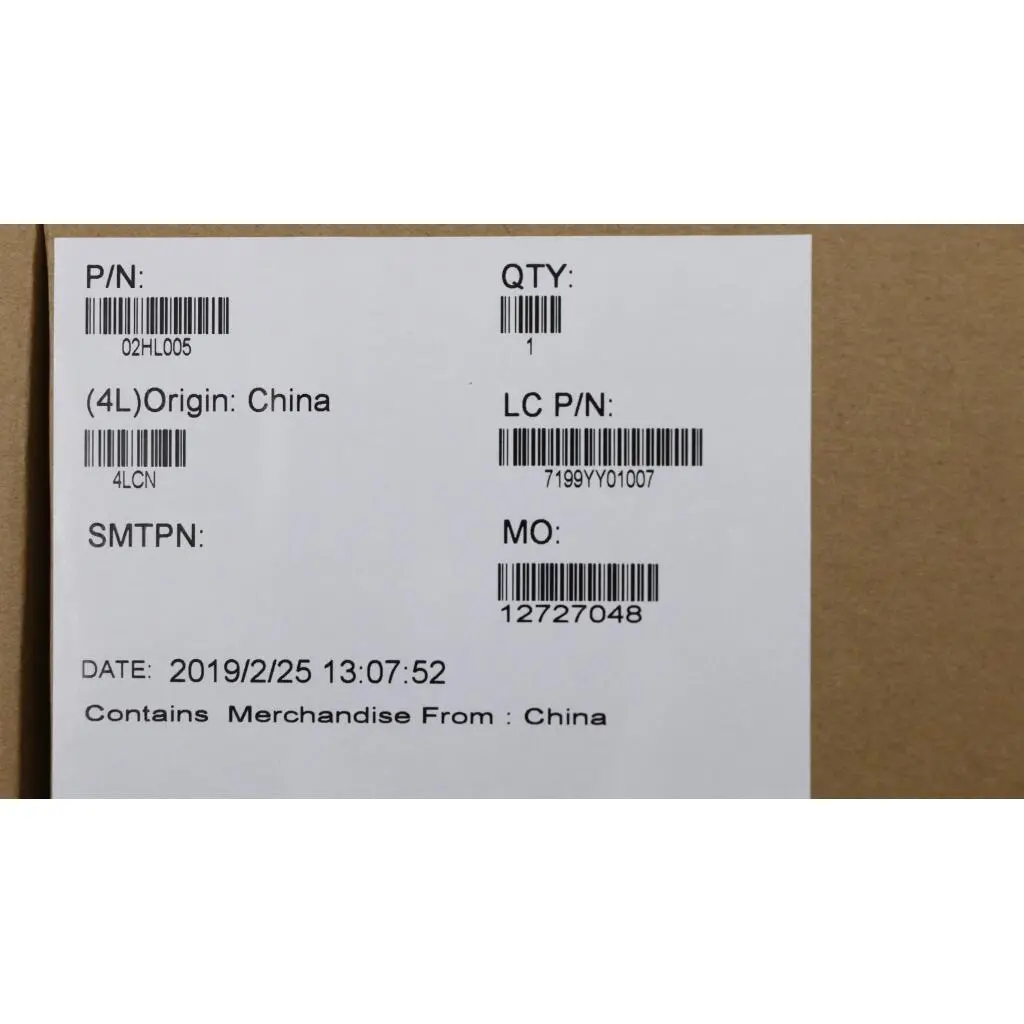 P/N:
02HL005
QTY:
1
(4L)Origin: China
4LCN
LC P/N:
7199YY01007
SMTPN:
MO:
12727048
DATE: 2019/2/25 13:07:52
Contains Merchandise From : China